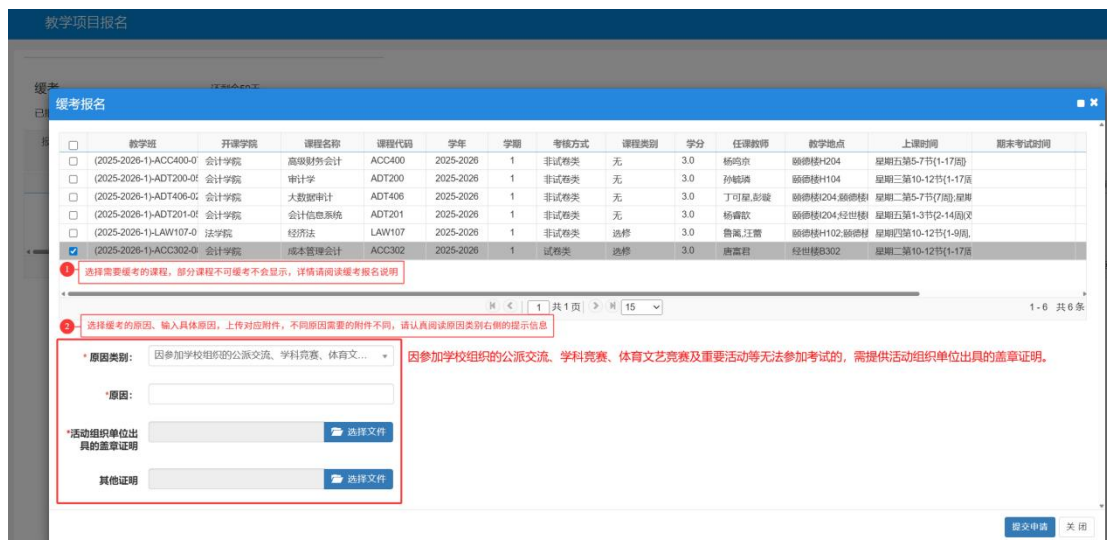 教学项目报名
缓考
缓考报名
教学班 开课学院 课程名称 课程代码 学年 学期 考核方式 课程类别 学分 任课教师 教学地点 上课时间 期末考试时间
(2025-2026-1)-ACC400-0 会计学院 高级财务会计 ACC400 2025-2026 1 非试卷类 无 3.0 杨鸣京 颐德楼H204 星期五第5-7节{1-17周}
(2025-2026-1)-ADT200-05 会计学院 审计学 ADT200 2025-2026 1 非试卷类 无 3.0 孙毓璘 颐德楼H104 星期三第10-12节{1-17周
(2025-2026-1)-ADT406-02 会计学院 大数据审计 ADT406 2025-2026 1 非试卷类 无 3.0 丁可星,彭璇 颐德楼I204;颐德楼 星期二第5-7节{7周};星期
(2025-2026-1)-ADT201-05 会计学院 会计信息系统 ADT201 2025-2026 1 非试卷类 无 3.0 杨睿歆 颐德楼I204;经世楼 星期五第1-3节{2-14周(双
(2025-2026-1)-LAW107-0 法学院 经济法 LAW107 2025-2026 1 非试卷类 选修 3.0 鲁篱,汪蕾 颐德楼H102;颐德楼 星期四第10-12节{1-9周,
(2025-2026-1)-ACC302-0 会计学院 成本管理会计 ACC302 2025-2026 1 试卷类 选修 3.0 唐富君 经世楼B302 星期二第10-12节{1-17周
1 选择需要缓考的课程，部分课程不可缓考不会显示，详情请阅读缓考报名说明
1 共1页 15 1-6 共6条
2 选择缓考的原因、输入具体原因，上传对应附件，不同原因需要的附件不同，请认真阅读原因类别右侧的提示信息
* 原因类别： 因参加学校组织的公派交流、学科竞赛、体育文... 因参加学校组织的公派交流、学科竞赛、体育文艺竞赛及重要活动等无法参加考试的，需提供活动组织单位出具的盖章证明。
*原因：
*活动组织单位出
具的盖章证明 选择文件
其他证明 选择文件
提交申请 关闭